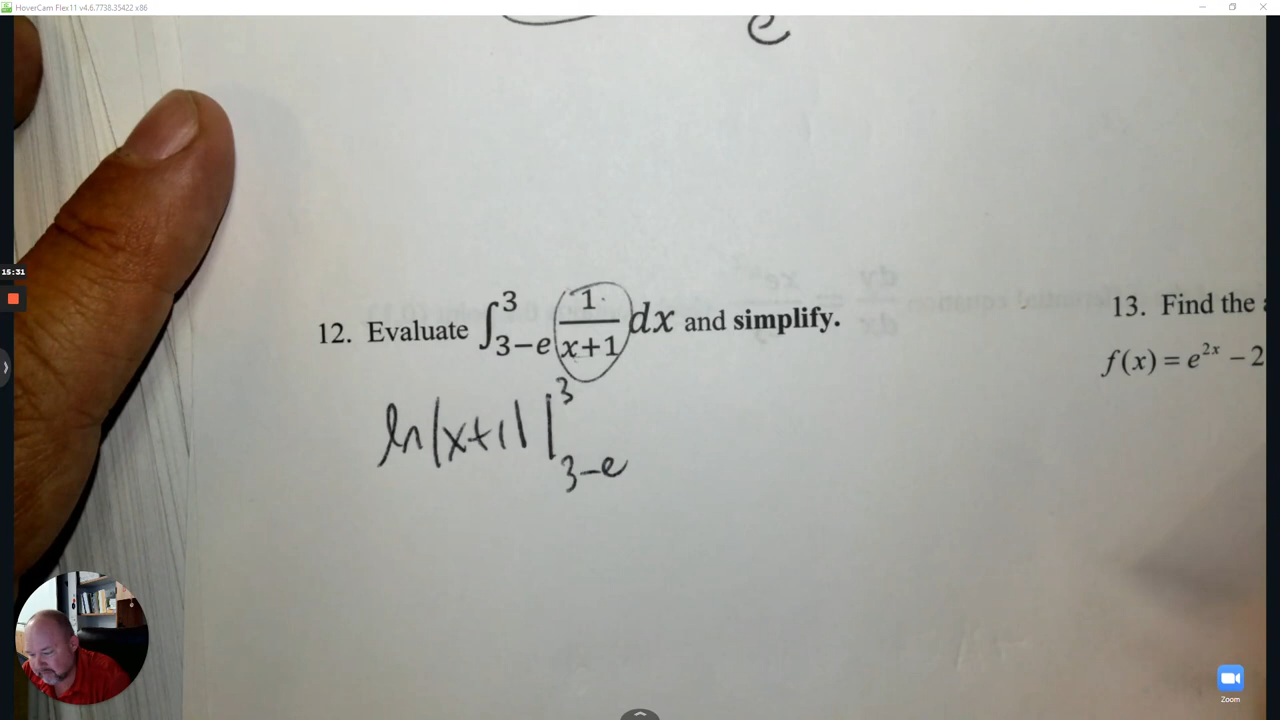 HoverCam Flex11 v4.6.7738.35422 x86
e
15:31
12. Evaluate ∫_{3−e}^{3} (1/(x+1)) dx and simplify.
ln|x+1| |_{3−e}^{3}
13. Find the
f(x) = e^{2x} − 2
Zoom